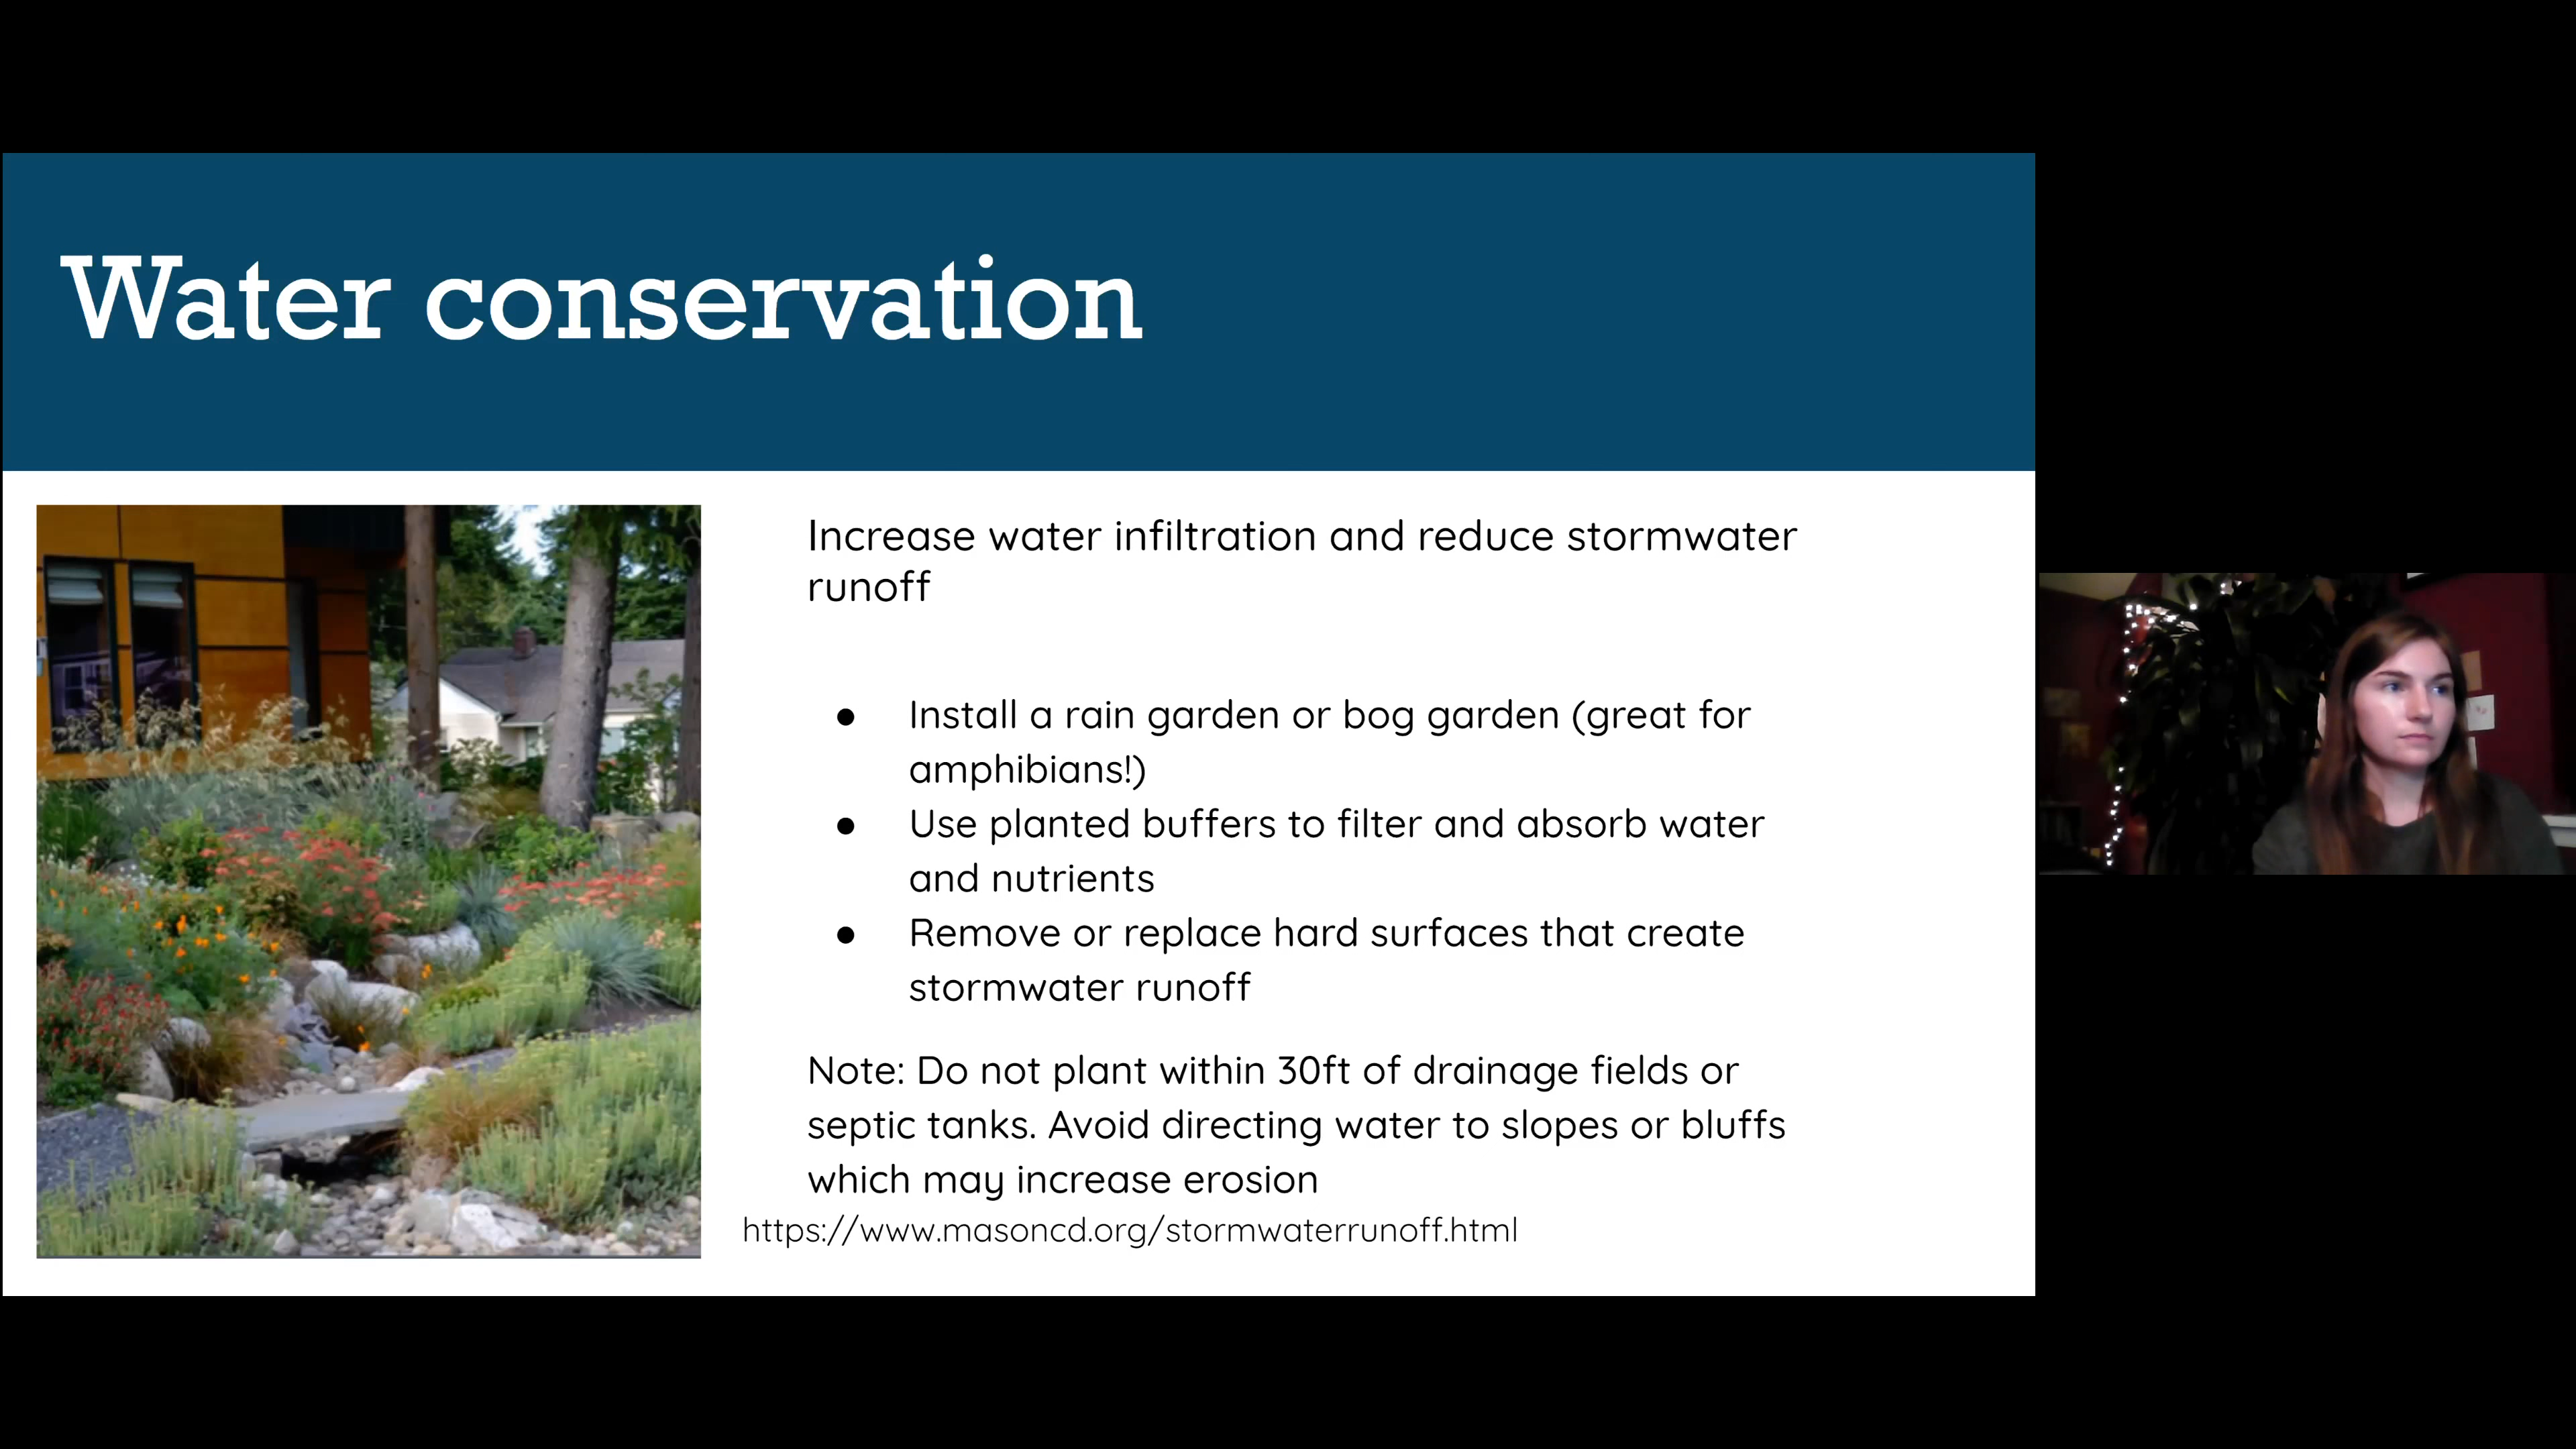 Water conservation
Increase water infiltration and reduce stormwater
runoff
● Install a rain garden or bog garden (great for
amphibians!)
● Use planted buffers to filter and absorb water
and nutrients
● Remove or replace hard surfaces that create
stormwater runoff
Note: Do not plant within 30ft of drainage fields or
septic tanks. Avoid directing water to slopes or bluffs
which may increase erosion
https://www.masoncd.org/stormwaterrunoff.html